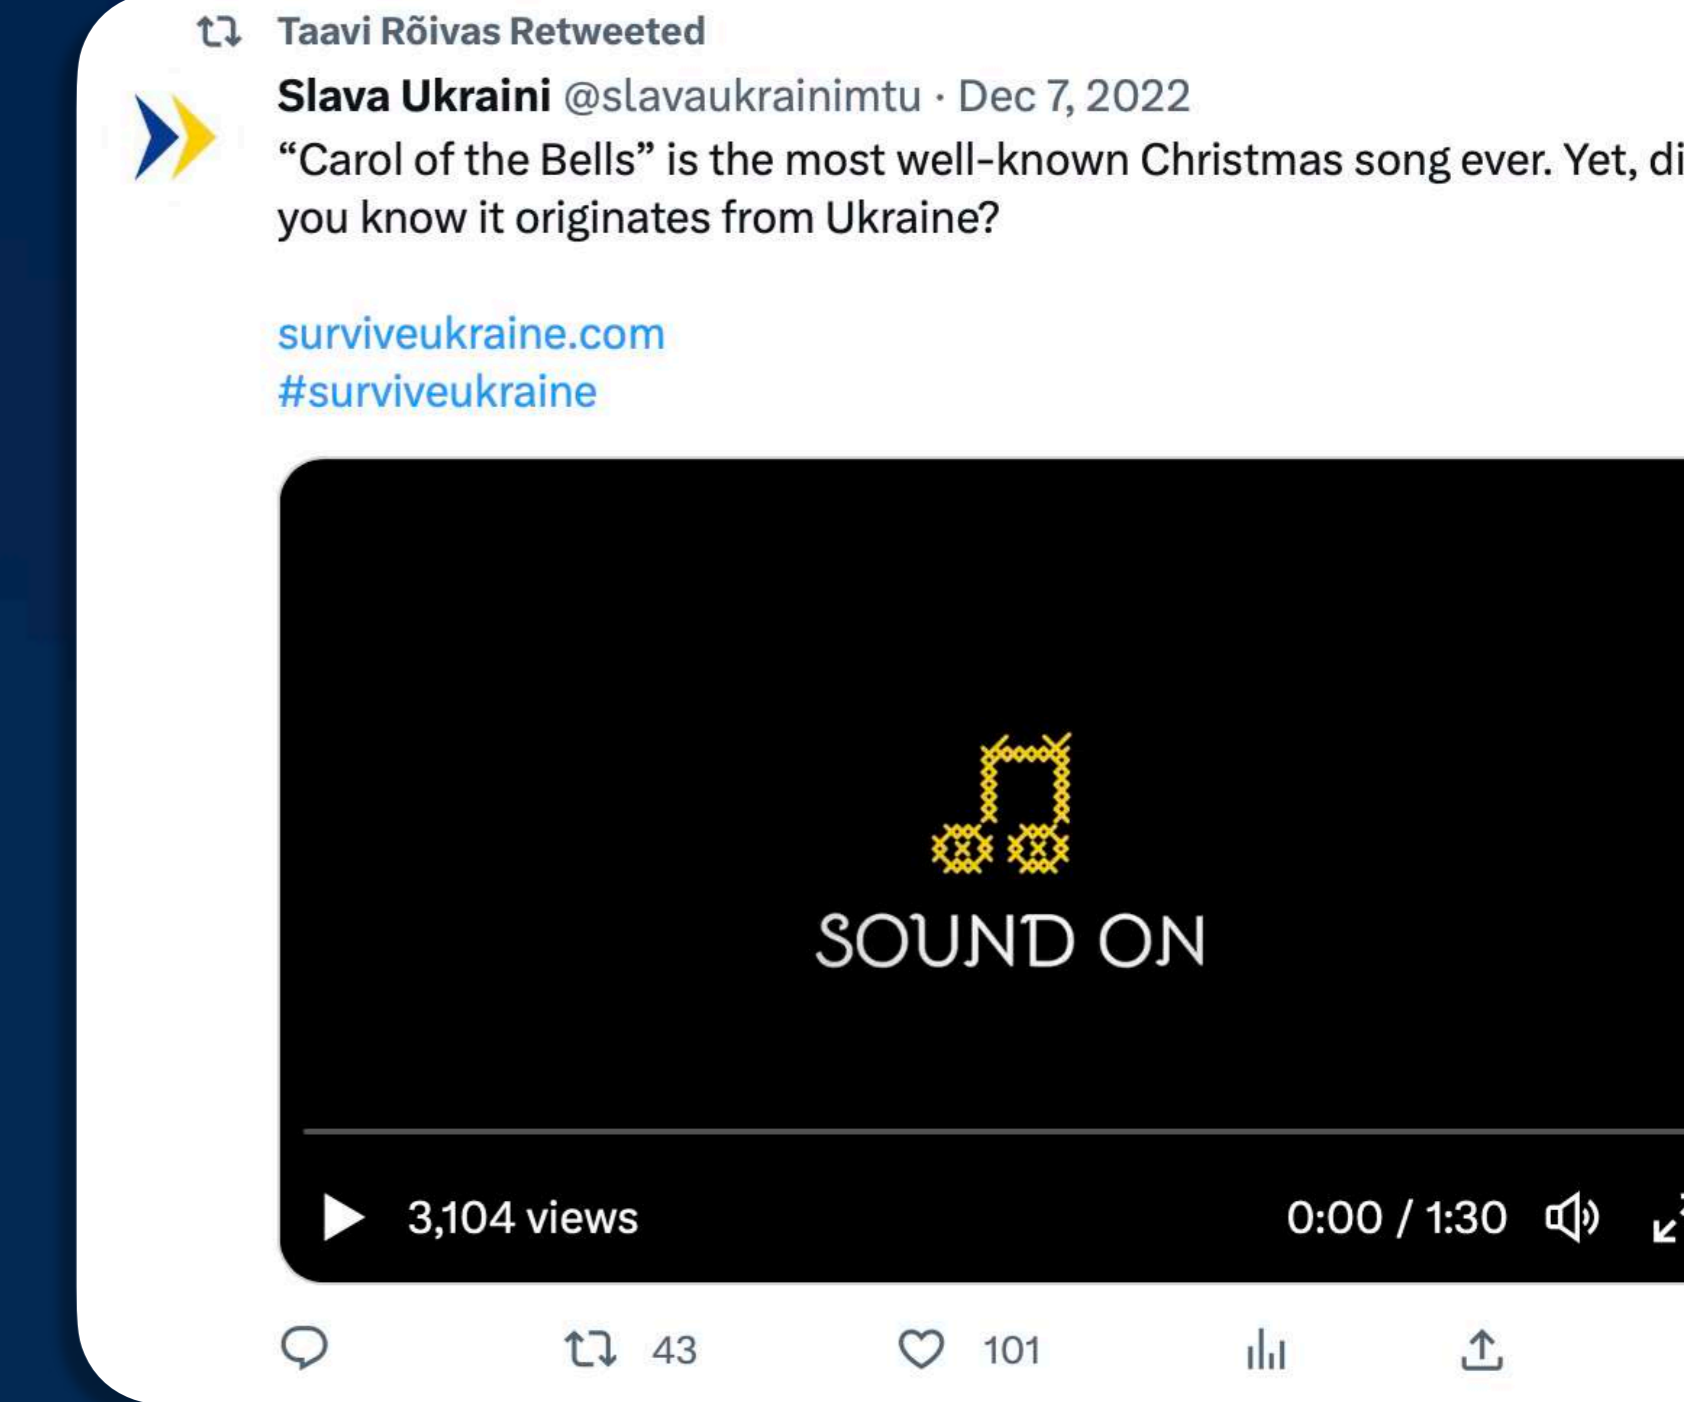 Taavi Rõivas Retweeted
Slava Ukraini @slavaukrainimtu · Dec 7, 2022
“Carol of the Bells” is the most well-known Christmas song ever. Yet, di
you know it originates from Ukraine?
surviveukraine.com
#surviveukraine
SOUND ON
3,104 views 0:00 / 1:30
43 101